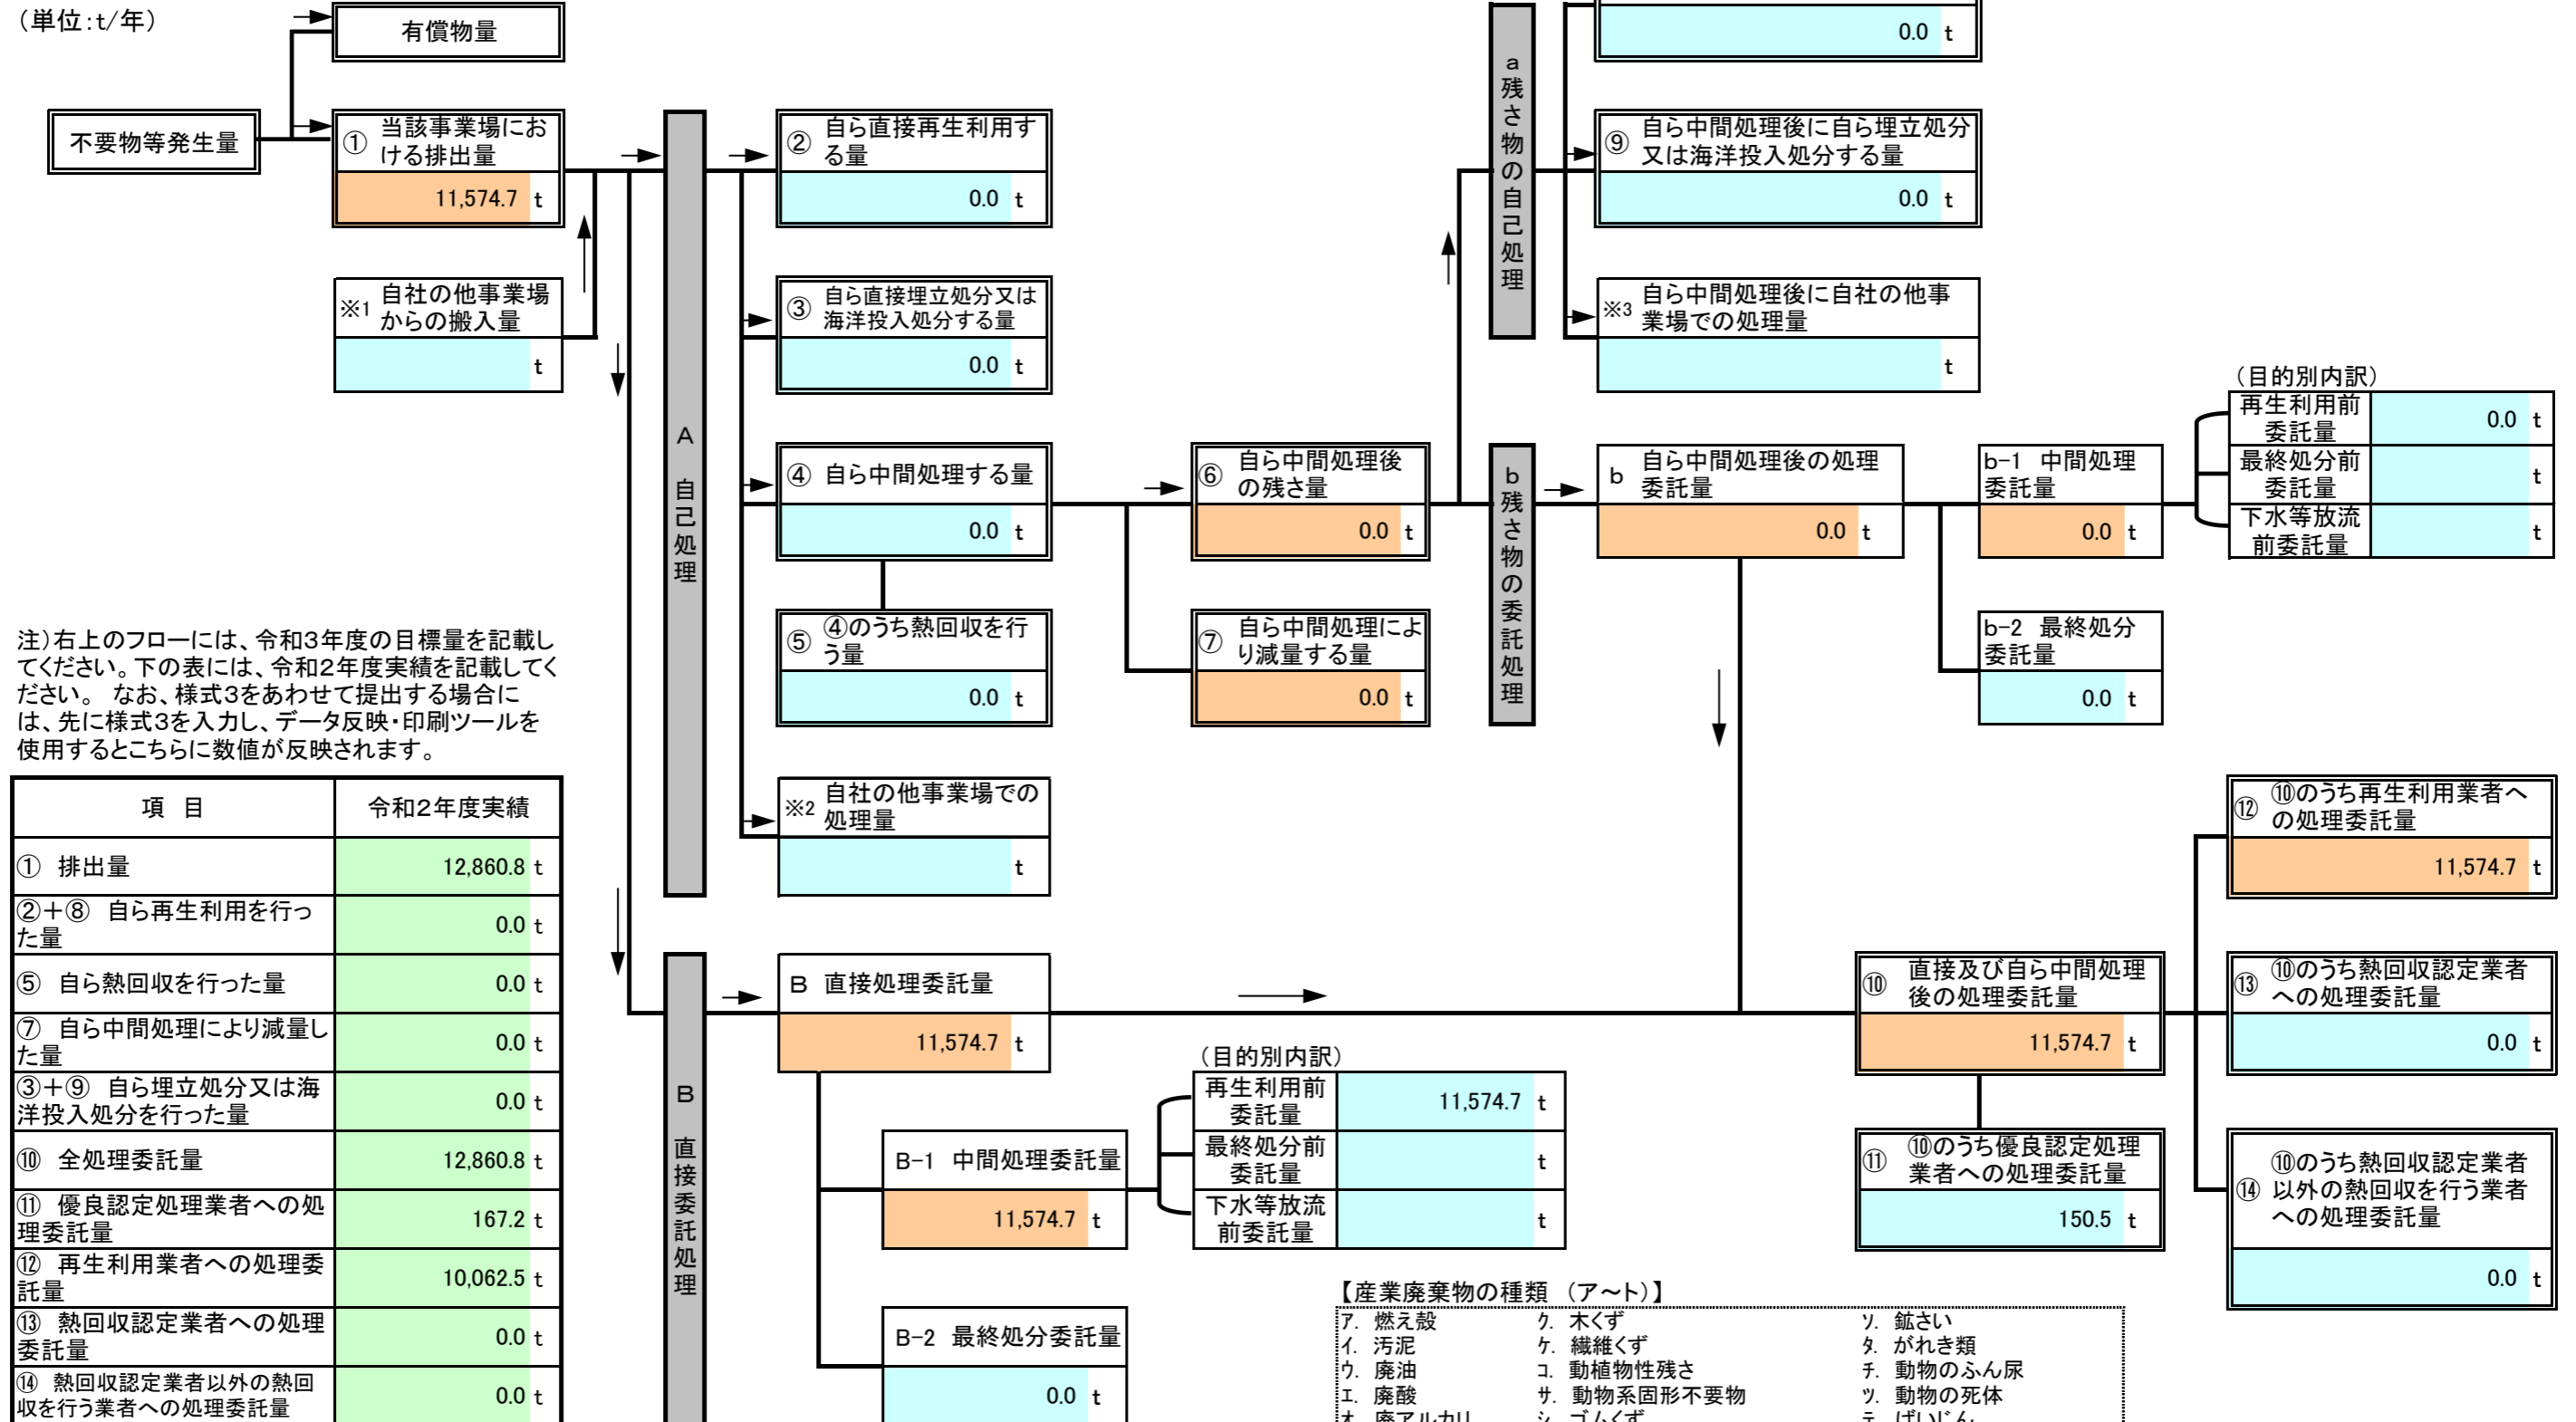 （単位：t/年）
有償物量
不要物等発生量
① 当該事業場にお
ける排出量
11,574.7 t
※1 自社の他事業場
からの搬入量
t
A 自己処理
② 自ら直接再生利用す
る量
0.0 t
③ 自ら直接埋立処分又は
海洋投入処分する量
0.0 t
④ 自ら中間処理する量
0.0 t
⑤ ④のうち熱回収を行
う量
0.0 t
※2 自社の他事業場での
処理量
t
⑥ 自ら中間処理後
の残さ量
0.0 t
⑦ 自ら中間処理によ
り減量する量
0.0 t
a 残さ物の自己処理
0.0 t
⑨ 自ら中間処理後に自ら埋立処分
又は海洋投入処分する量
0.0 t
※3 自ら中間処理後に自社の他事
業場での処理量
t
b 残さ物の委託処理
b 自ら中間処理後の処理
委託量
0.0 t
b-1 中間処理
委託量
0.0 t
（目的別内訳）
再生利用前
委託量
0.0 t
最終処分前
委託量
t
下水等放流
前委託量
t
b-2 最終処分
委託量
0.0 t
注）右上のフローには、令和３年度の目標量を記載し
てください。下の表には、令和２年度実績を記載してく
ださい。 なお、様式３をあわせて提出する場合に
は、先に様式３を入力し、データ反映・印刷ツールを
使用するとこちらに数値が反映されます。
項 目 令和２年度実績
① 排出量 12,860.8 t
②＋⑧ 自ら再生利用を行っ
た量 0.0 t
⑤ 自ら熱回収を行った量 0.0 t
⑦ 自ら中間処理により減量し
た量 0.0 t
③＋⑨ 自ら埋立処分又は海
洋投入処分を行った量 0.0 t
⑩ 全処理委託量 12,860.8 t
⑪ 優良認定処理業者への処
理委託量 167.2 t
⑫ 再生利用業者への処理委
託量 10,062.5 t
⑬ 熱回収認定業者への処理
委託量 0.0 t
⑭ 熱回収認定業者以外の熱回
収を行う業者への処理委託量 0.0 t
B 直接委託処理
B 直接処理委託量
11,574.7 t
B-1 中間処理委託量
11,574.7 t
B-2 最終処分委託量
0.0 t
（目的別内訳）
再生利用前
委託量
11,574.7 t
最終処分前
委託量
t
下水等放流
前委託量
t
⑩ 直接及び自ら中間処理
後の処理委託量
11,574.7 t
⑪ ⑩のうち優良認定処理
業者への処理委託量
150.5 t
⑫ ⑩のうち再生利用業者へ
の処理委託量
11,574.7 t
⑬ ⑩のうち熱回収認定業者
への処理委託量
0.0 t
⑭ ⑩のうち熱回収認定業者
以外の熱回収を行う業者
への処理委託量
0.0 t
【産業廃棄物の種類 （ア～ト）】
ｱ. 燃え殻 ｸ. 木くず ｿ. 鉱さい
ｲ. 汚泥 ｹ. 繊維くず ﾀ. がれき類
ｳ. 廃油 ｺ. 動植物性残さ ﾁ. 動物のふん尿
ｴ. 廃酸 ｻ. 動物系固形不要物 ﾂ. 動物の死体
ｵ. 廃アルカリ ｼ. ゴムくず ﾃ. ばいじん